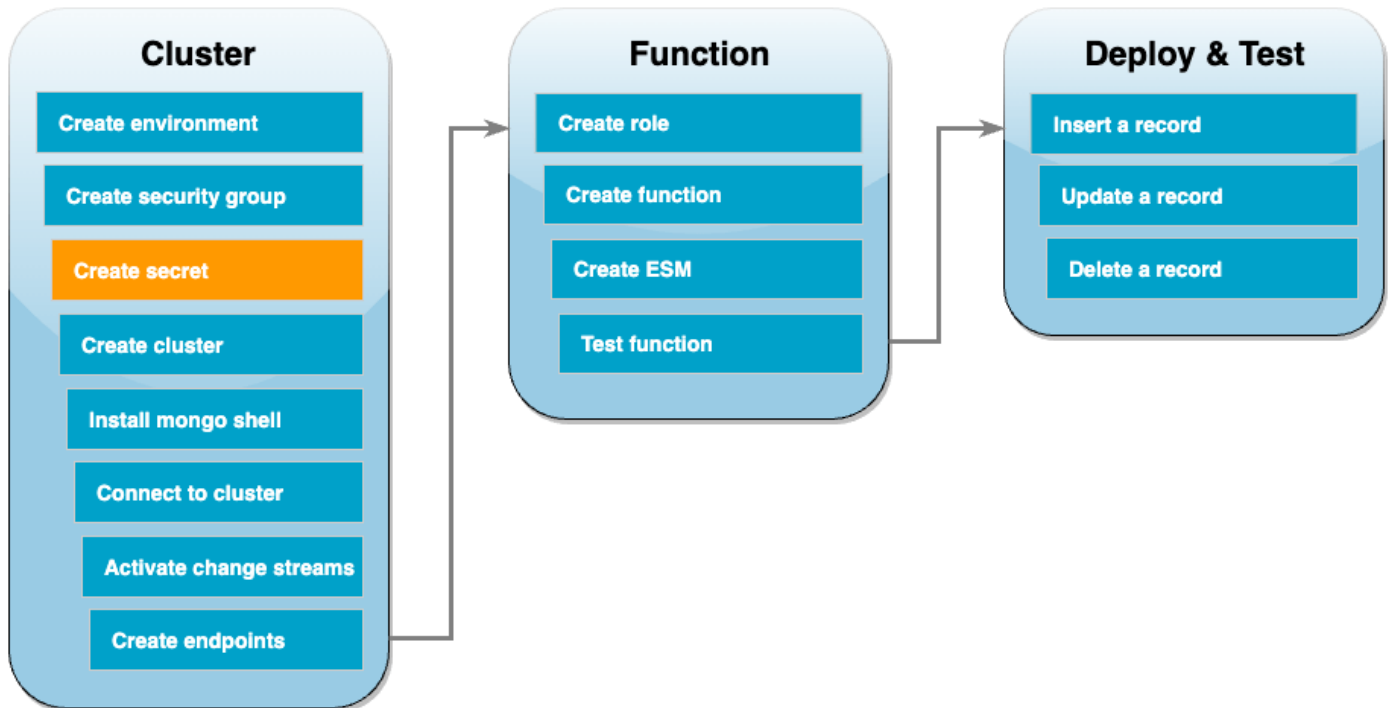 Cluster
Create environment
Create security group
Create secret
Create cluster
Install mongo shell
Connect to cluster
Activate change streams
Create endpoints
Function
Create role
Create function
Create ESM
Test function
Deploy & Test
Insert a record
Update a record
Delete a record